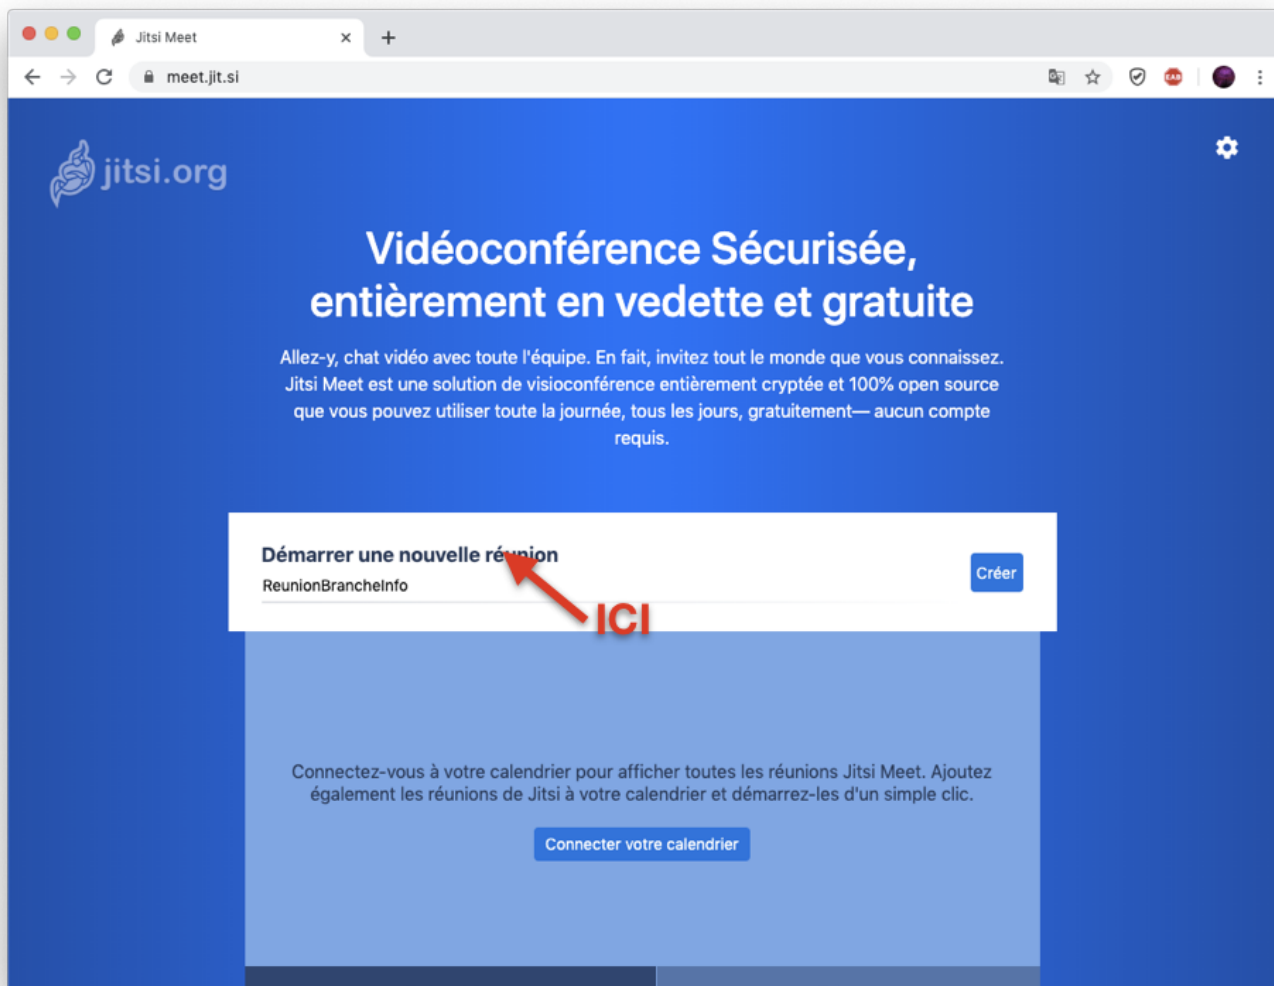 Jitsi Meet
meet.jit.si
EAB
jitsi.org
Vidéoconférence Sécurisée,
entièrement en vedette et gratuite
Allez-y, chat vidéo avec toute l'équipe. En fait, invitez tout le monde que vous connaissez.
Jitsi Meet est une solution de visioconférence entièrement cryptée et 100% open source
que vous pouvez utiliser toute la journée, tous les jours, gratuitement— aucun compte
requis.
Démarrer une nouvelle réunion
ReunionBrancheInfo
Créer
ICI
Connectez-vous à votre calendrier pour afficher toutes les réunions Jitsi Meet. Ajoutez
également les réunions de Jitsi à votre calendrier et démarrez-les d'un simple clic.
Connecter votre calendrier